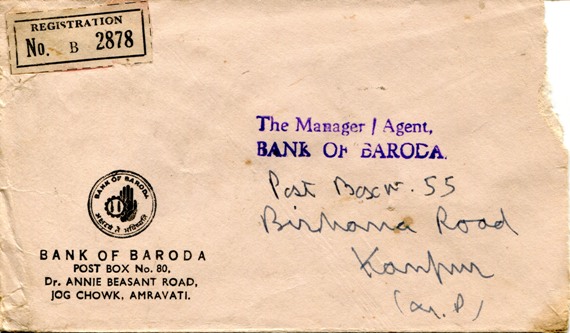 REGISTRATION
No. B 2878
The Manager / Agent,
BANK OF BARODA.
Post Box No. 55
Birhana Road
Kanpur
(U.P)
BANK OF BARODA
BANK OF BARODA
POST BOX No. 80,
Dr. ANNIE BEASANT ROAD,
JOG CHOWK, AMRAVATI.